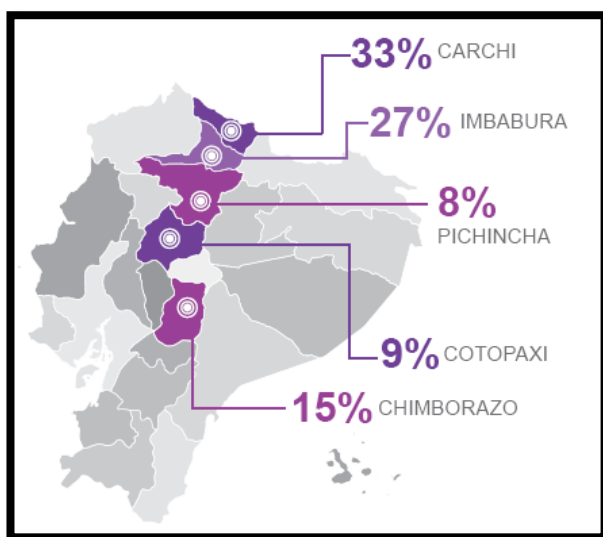 33% CARCHI
27% IMBABURA
8%
PICHINCHA
9% COTOPAXI
15% CHIMBORAZO